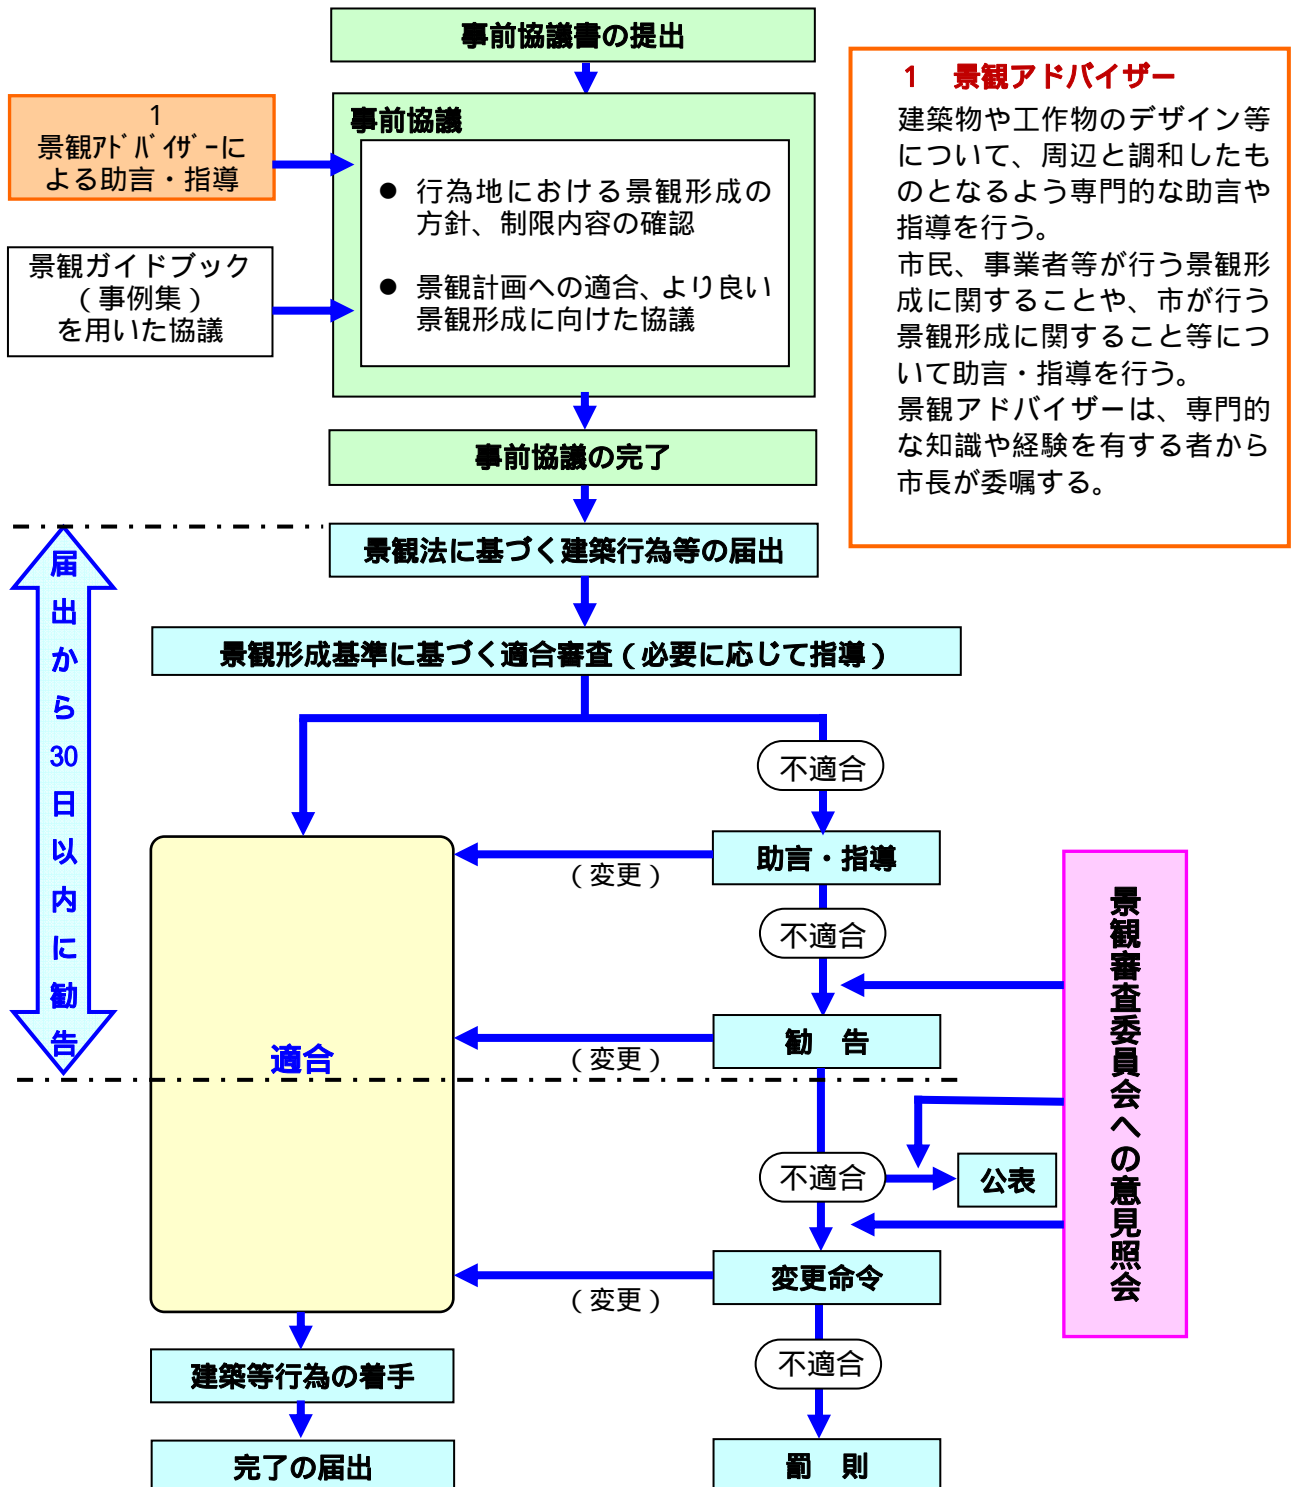 事前協議書の提出
1
景観アドバイザーに
よる助言・指導
景観ガイドブック
（事例集）
を用いた協議
事前協議
● 行為地における景観形成の
方針、制限内容の確認
● 景観計画への適合、より良い
景観形成に向けた協議
1 景観アドバイザー
建築物や工作物のデザイン等
について、周辺と調和したも
のとなるよう専門的な助言や
指導を行う。
市民、事業者等が行う景観形
成に関することや、市が行う
景観形成に関すること等につ
いて助言・指導を行う。
景観アドバイザーは、専門的
な知識や経験を有する者から
市長が委嘱する。
事前協議の完了
景観法に基づく建築行為等の届出
届出から30日以内に勧告
景観形成基準に基づく適合審査（必要に応じて指導）
不適合
助言・指導
（変更）
不適合
勧　告
（変更）
適合
景観審査委員会への意見照会
不適合
公表
変更命令
（変更）
不適合
建築等行為の着手
完了の届出
罰　則